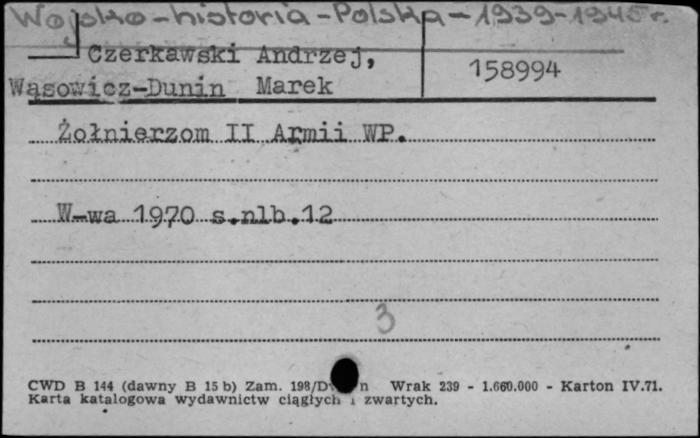 Wojsko-historia-Polska-1939-1945 r.
Czerkawski Andrzej,
158994
Wąsowicz-Dunin Marek
Żołnierzom II Armii WP.
W-wa 1970 s.nlb.12
3
CWD B 144 (dawny B 15 b) Zam. 198/ Wrak 239 - 1.660.000 - Karton IV.71.
Karta katalogowa wydawnictw ciągłych i zwartych.